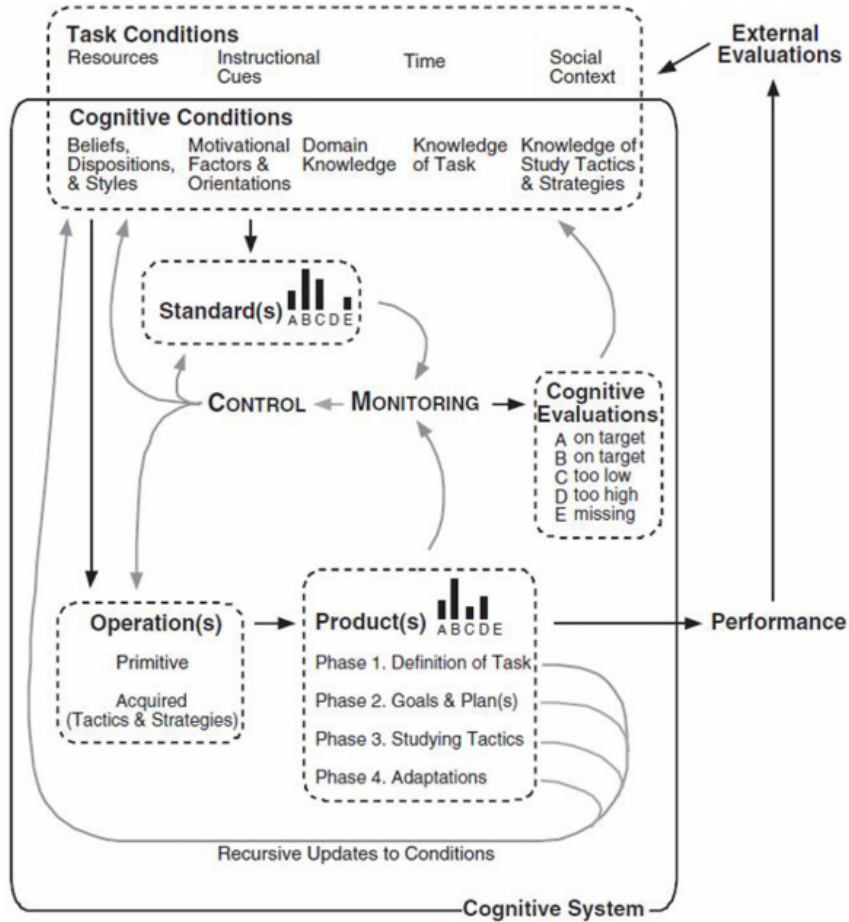 Task Conditions
Resources
Instructional
Cues
Time
Social
Context
External
Evaluations
Cognitive Conditions
Beliefs,
Dispositions,
& Styles
Motivational
Factors &
Orientations
Domain
Knowledge
Knowledge
of Task
Knowledge of
Study Tactics
& Strategies
Standard(s)
A B C D E
CONTROL
MONITORING
Cognitive
Evaluations
A on target
B on target
C too low
D too high
E missing
Operation(s)
Primitive
Acquired
(Tactics & Strategies)
Product(s)
A B C D E
Phase 1. Definition of Task
Phase 2. Goals & Plan(s)
Phase 3. Studying Tactics
Phase 4. Adaptations
Performance
Recursive Updates to Conditions
Cognitive System